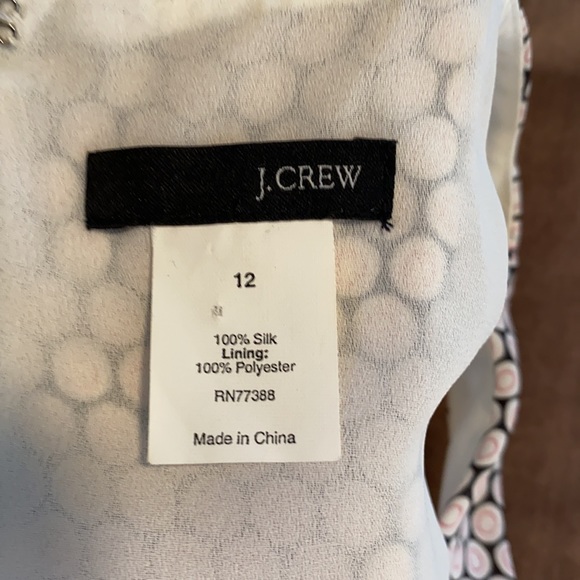 J.CREW
12
100% Silk
Lining:
100% Polyester
RN77388
Made in China